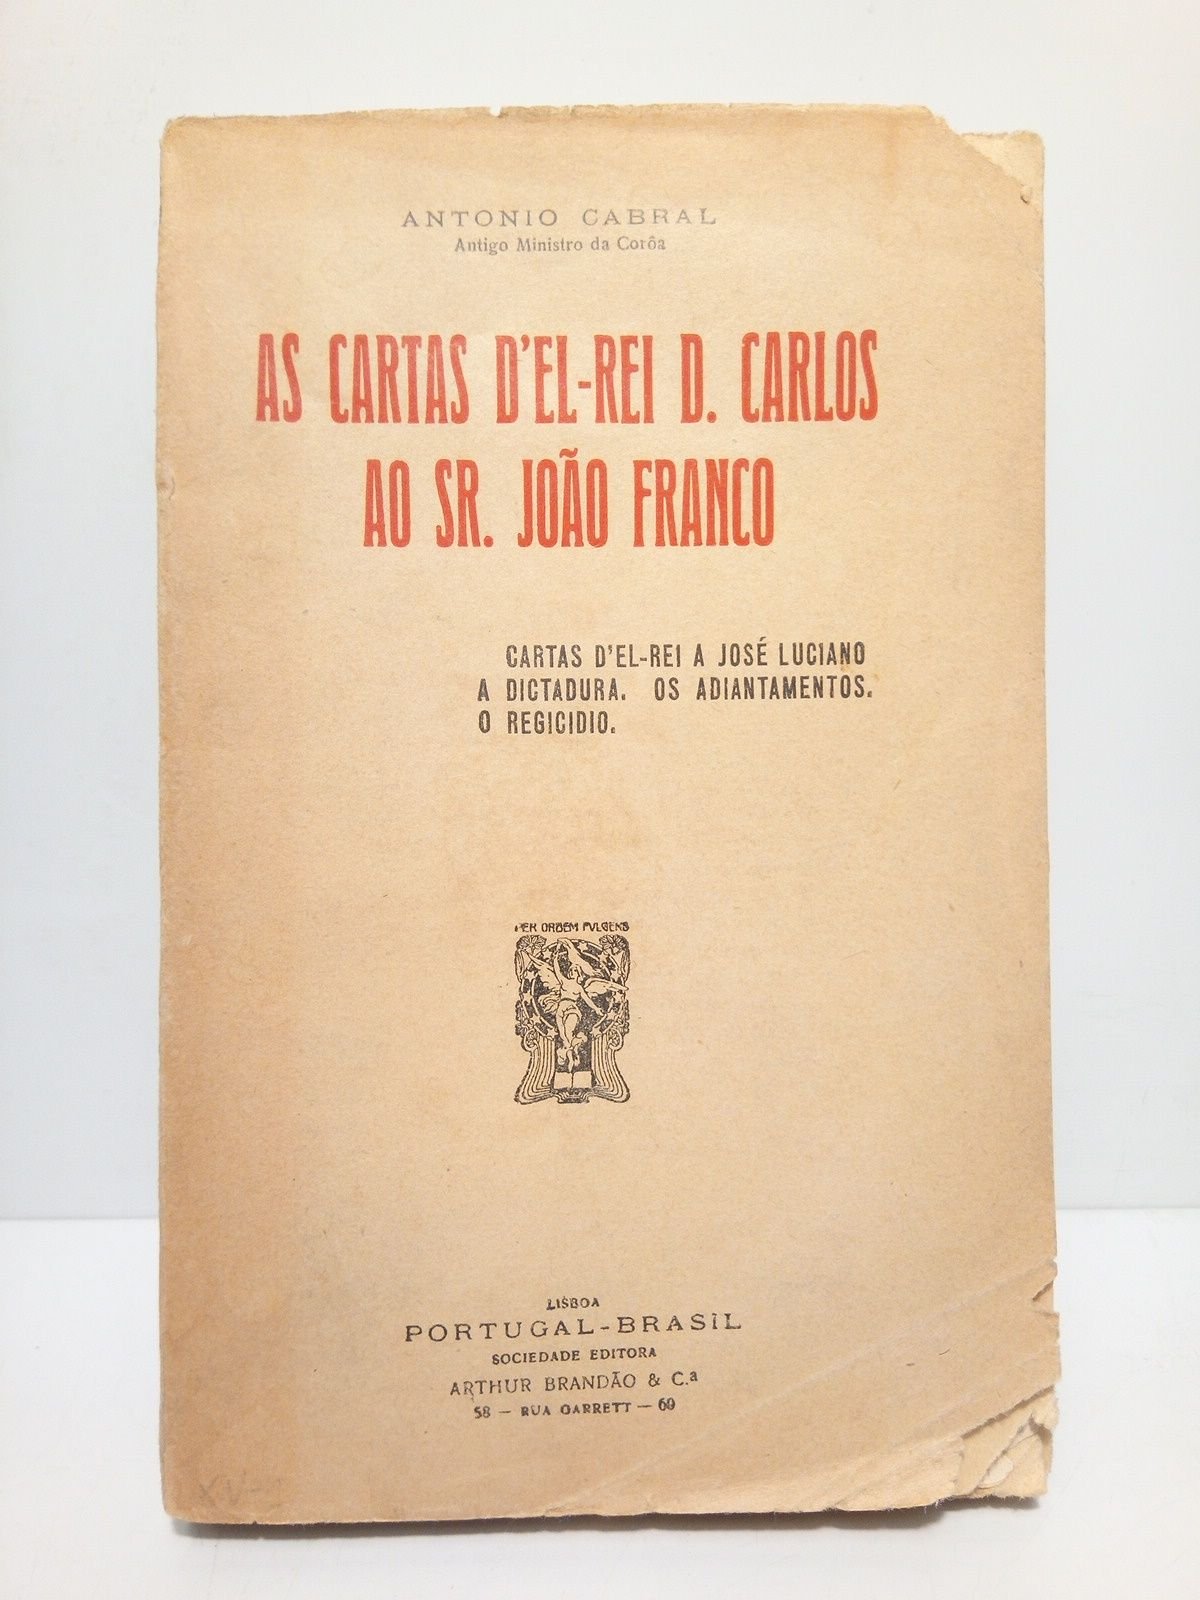 ANTONIO CABRAL
Antigo Ministro da Corôa
AS CARTAS D'EL-REI D. CARLOS
AO SR. JOÃO FRANCO
CARTAS D'EL-REI A JOSÉ LUCIANO
A DICTADURA. OS ADIANTAMENTOS.
O REGICIDIO.
PER ORBEM FVLGENS
LISBOA
PORTUGAL-BRASIL
SOCIEDADE EDITORA
ARTHUR BRANDÃO & C.ª
58 — RUA GARRETT — 60